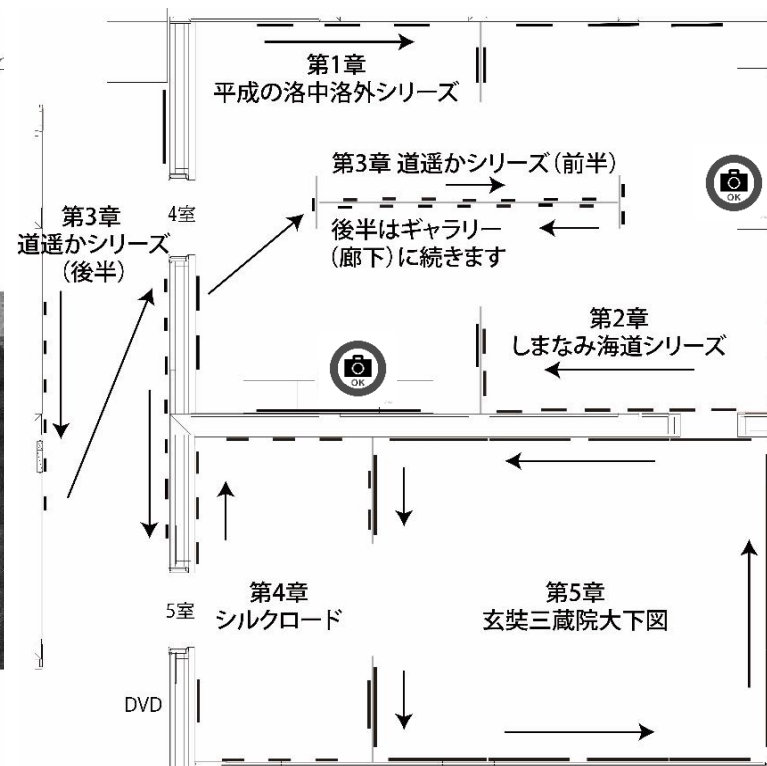 第1章
平成の洛中洛外シリーズ
第3章 道遥かシリーズ（前半）
後半はギャラリー
（廊下）に続きます
OK
4室
第3章
道遥かシリーズ
（後半）
第2章
しまなみ海道シリーズ
OK
第4章
シルクロード
第5章
玄奘三蔵院大下図
5室
DVD